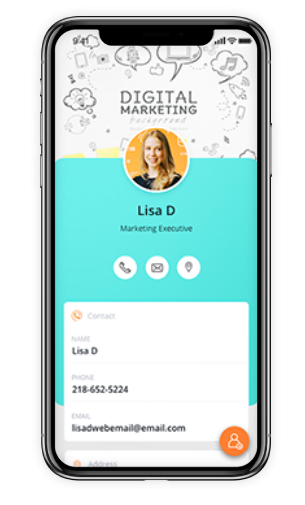 9:41
DIGITAL
MARKETING
background
Lisa D
Marketing Executive
Contact
NAME
Lisa D
PHONE
218-652-5224
EMAIL
lisadwebemail@email.com
Address